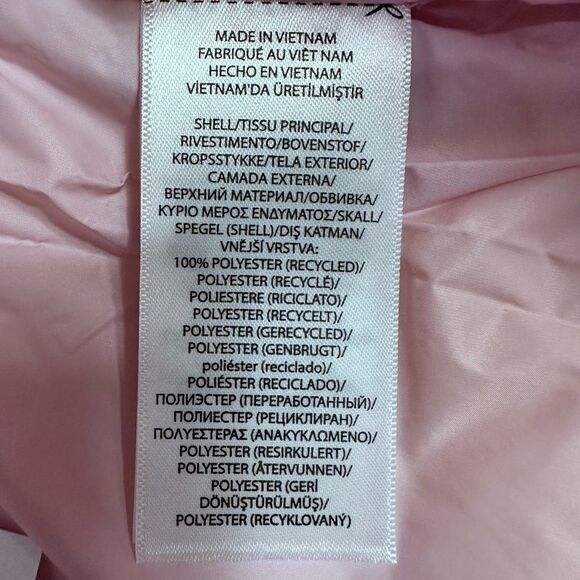 MADE IN VIETNAM
FABRIQUÉ AU VIÊT NAM
HECHO EN VIETNAM
VİETNAM'DA ÜRETİLMİŞTİR
SHELL/TISSU PRINCIPAL/
RIVESTIMENTO/BOVENSTOF/
KROPSSTYKKE/TELA EXTERIOR/
CAMADA EXTERNA/
ВЕРХНИЙ МАТЕРИАЛ/ОБВИВКА/
ΚΥΡΙΟ ΜΕΡΟΣ ΕΝΔΥΜΑΤΟΣ/SKALL/
SPEGEL (SHELL)/DIŞ KATMAN/
VNĚJŠÍ VRSTVA:
100% POLYESTER (RECYCLED)/
POLYESTER (RECYCLÉ)/
POLIESTERE (RICICLATO)/
POLYESTER (RECYCELT)/
POLYESTER (GERECYCLED)/
POLYESTER (GENBRUGT)/
poliéster (reciclado)/
POLIÉSTER (RECICLADO)/
ПОЛИЭСТЕР (ПЕРЕРАБОТАННЫЙ)/
ПОЛИЕСТЕР (РЕЦИКЛИРАН)/
ΠΟΛΥΕΣΤΕΡΑΣ (ΑΝΑΚΥΚΛΩΜΕΝΟ)/
POLYESTER (RESIRKULERT)/
POLYESTER (ÅTERVUNNEN)/
POLYESTER (GERİ
DÖNÜŞTÜRÜLMÜŞ)/
POLYESTER (RECYKLOVANÝ)